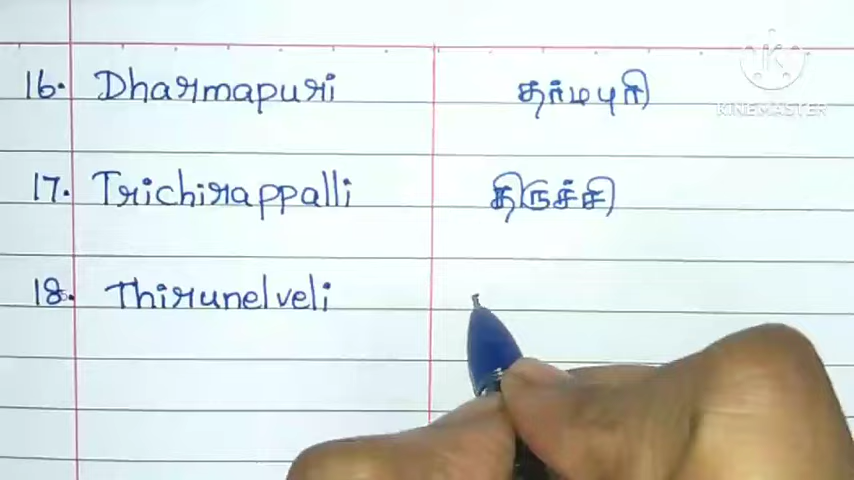 16. Dharmapuri தர்மபுரி
17. Trichirappalli திருச்சி
18. Thirunelveli
KINEMASTER